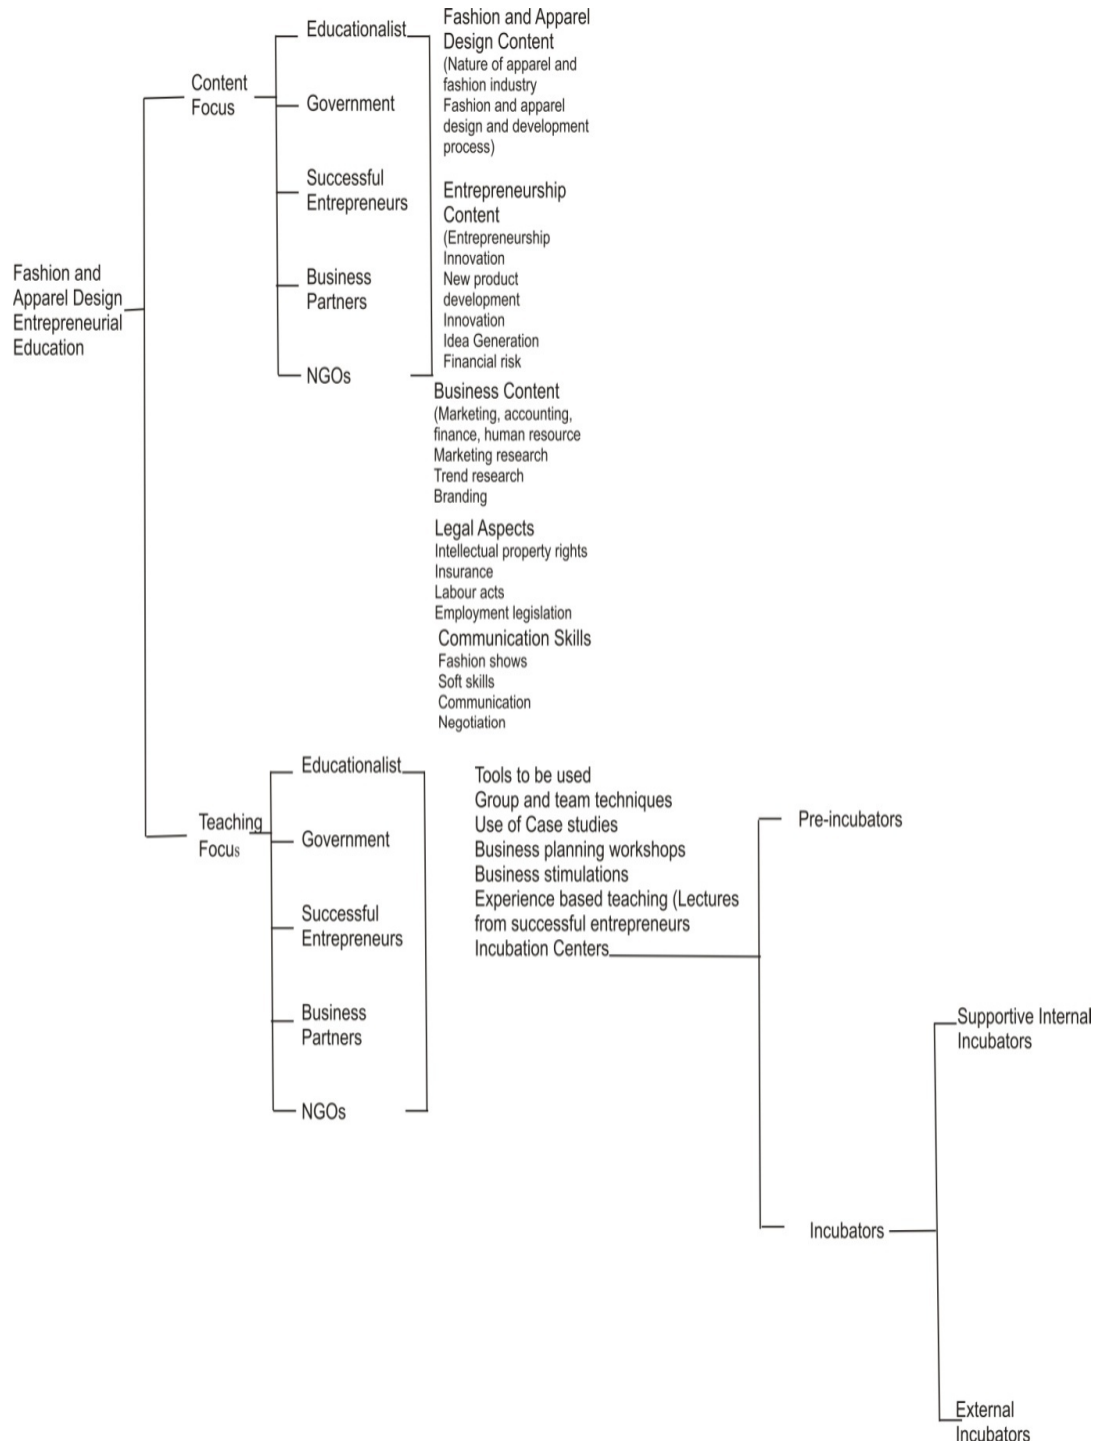 Fashion and
Apparel Design
Entrepreneurial
Education
Content
Focus
Educationalist
Government
Successful
Entrepreneurs
Business
Partners
NGOs
Fashion and Apparel
Design Content
(Nature of apparel and
fashion industry
Fashion and apparel
design and development
process)
Entrepreneurship
Content
(Entrepreneurship
Innovation
New product
development
Innovation
Idea Generation
Financial risk
Business Content
(Marketing, accounting,
finance, human resource
Marketing research
Trend research
Branding
Legal Aspects
Intellectual property rights
Insurance
Labour acts
Employment legislation
Communication Skills
Fashion shows
Soft skills
Communication
Negotiation
Teaching
Focus
Educationalist
Government
Successful
Entrepreneurs
Business
Partners
NGOs
Tools to be used
Group and team techniques
Use of Case studies
Business planning workshops
Business stimulations
Experience based teaching (Lectures
from successful entrepreneurs
Incubation Centers
Pre-incubators
Incubators
Supportive Internal
Incubators
External
Incubators